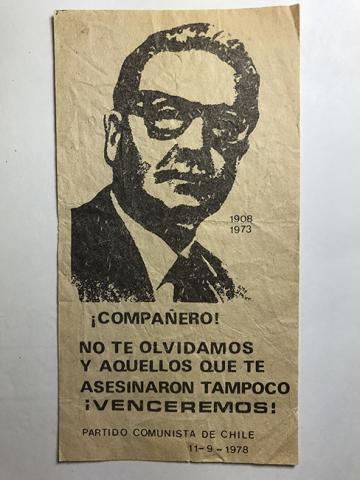 1908
1973
¡COMPAÑERO!
NO TE OLVIDAMOS
Y AQUELLOS QUE TE
ASESINARON TAMPOCO
¡VENCEREMOS!
PARTIDO COMUNISTA DE CHILE
11-9-1978